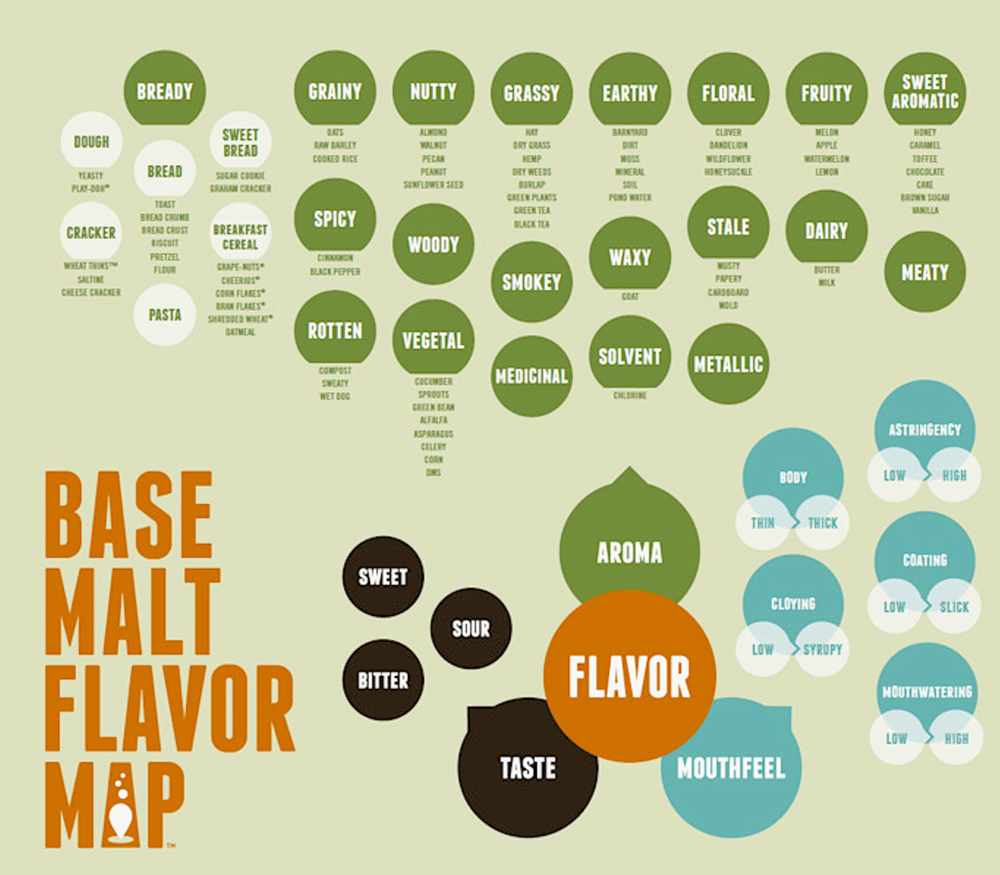 BREADY
DOUGH
YEASTY
PLAY-DOH®
CRACKER
WHEAT THINS™
SALTINE
CHEESE CRACKER
BREAD
TOAST
BREAD CRUMB
BREAD CRUST
BISCUIT
PRETZEL
FLOUR
PASTA
SWEET
BREAD
SUGAR COOKIE
GRAHAM CRACKER
BREAKFAST
CEREAL
GRAPE-NUTS®
CHEERIOS®
CORN FLAKES®
BRAN FLAKES®
SHREDDED WHEAT®
OATMEAL
GRAINY
OATS
RAW BARLEY
COOKED RICE
SPICY
CINNAMON
BLACK PEPPER
ROTTEN
COMPOST
SWEATY
WET DOG
NUTTY
ALMOND
WALNUT
PECAN
PEANUT
SUNFLOWER SEED
WOODY
VEGETAL
CUCUMBER
SPROUTS
GREEN BEAN
ALFALFA
ASPARAGUS
CELERY
CORN
DMS
GRASSY
HAY
DRY GRASS
HEMP
DRY WEEDS
BURLAP
GREEN PLANTS
GREEN TEA
BLACK TEA
SMOKEY
MEDICINAL
EARTHY
BARNYARD
DIRT
MOSS
MINERAL
SOIL
POND WATER
WAXY
GOAT
SOLVENT
CHLORINE
FLORAL
CLOVER
DANDELION
WILDFLOWER
HONEYSUCKLE
STALE
MUSTY
PAPERY
CARDBOARD
MOLD
METALLIC
FRUITY
MELON
APPLE
WATERMELON
LEMON
DAIRY
BUTTER
MILK
SWEET
AROMATIC
HONEY
CARAMEL
TOFFEE
CHOCOLATE
CAKE
BROWN SUGAR
VANILLA
MEATY
BASE
MALT
FLAVOR
MAP™
SWEET
SOUR
BITTER
AROMA
FLAVOR
TASTE
MOUTHFEEL
BODY
THIN > THICK
CLOYING
LOW > SYRUPY
ASTRINGENCY
LOW > HIGH
COATING
LOW > SLICK
MOUTHWATERING
LOW > HIGH